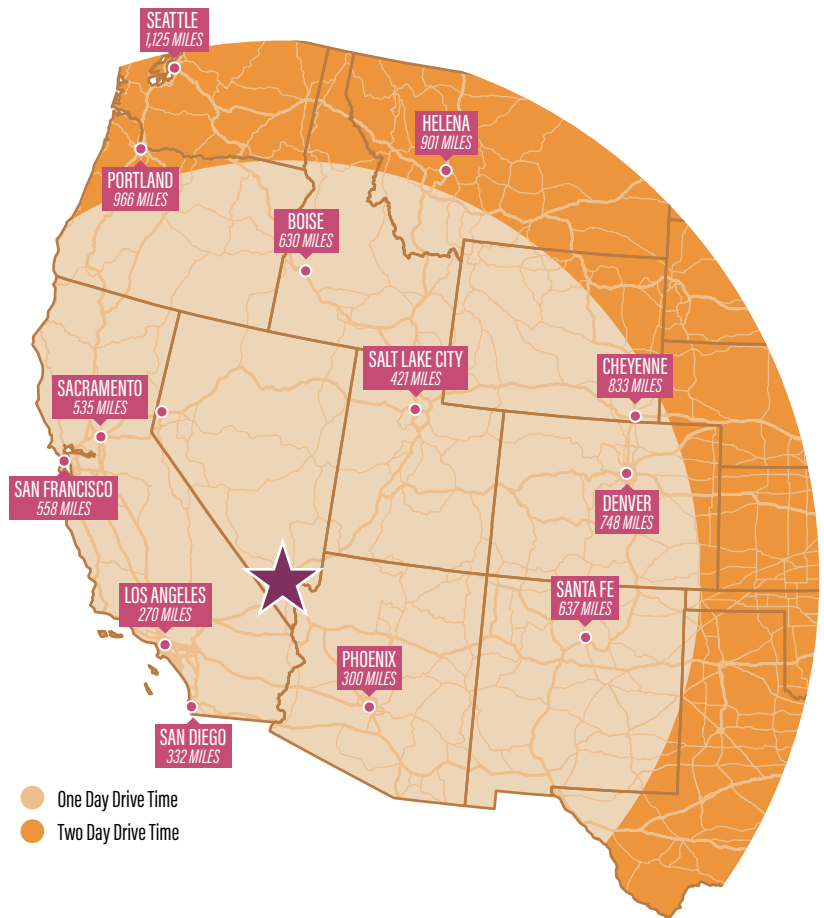 SEATTLE
1,125 MILES
HELENA
901 MILES
PORTLAND
966 MILES
BOISE
630 MILES
SALT LAKE CITY
421 MILES
CHEYENNE
833 MILES
SACRAMENTO
535 MILES
SAN FRANCISCO
558 MILES
DENVER
748 MILES
LOS ANGELES
270 MILES
SANTA FE
637 MILES
PHOENIX
300 MILES
SAN DIEGO
332 MILES
One Day Drive Time
Two Day Drive Time